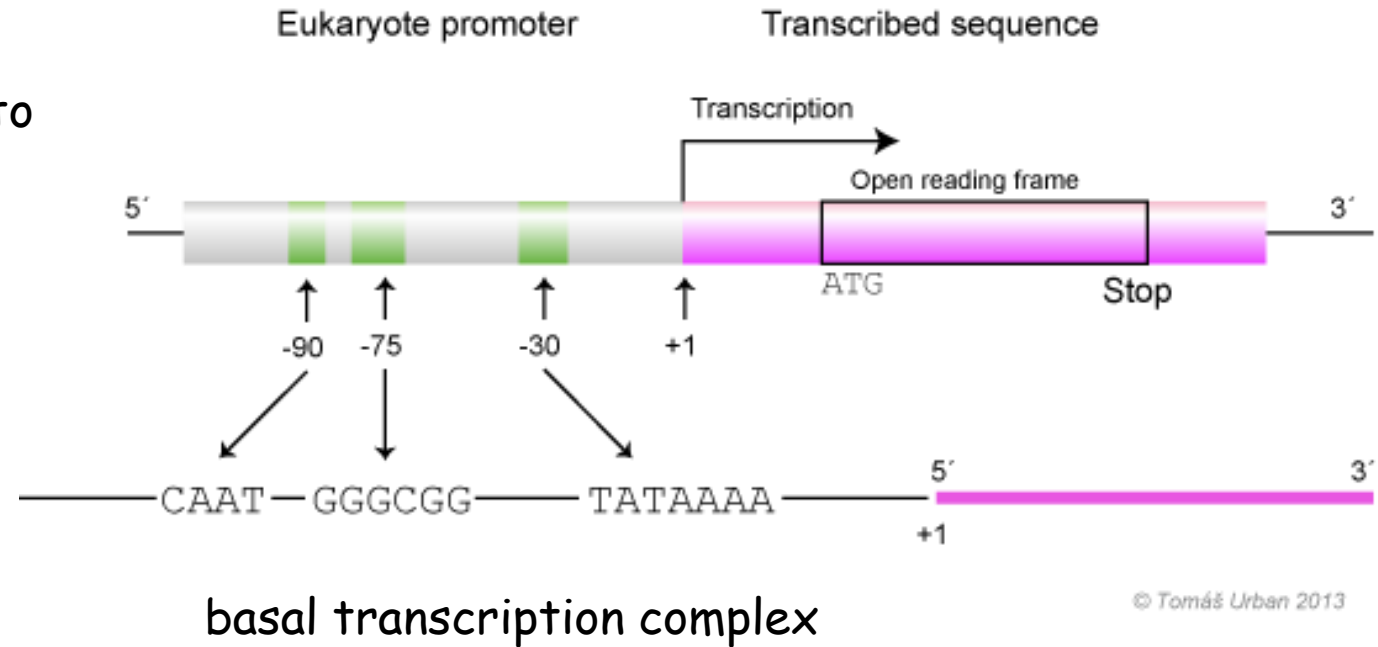 Eukaryote promoter Transcribed sequence
Transcription
Open reading frame
5´ 3´
ATG Stop
-90 -75 -30 +1
5´ 3´
CAAT GGGCGG TATAAAA
+1
basal transcription complex
© Tomáš Urban 2013